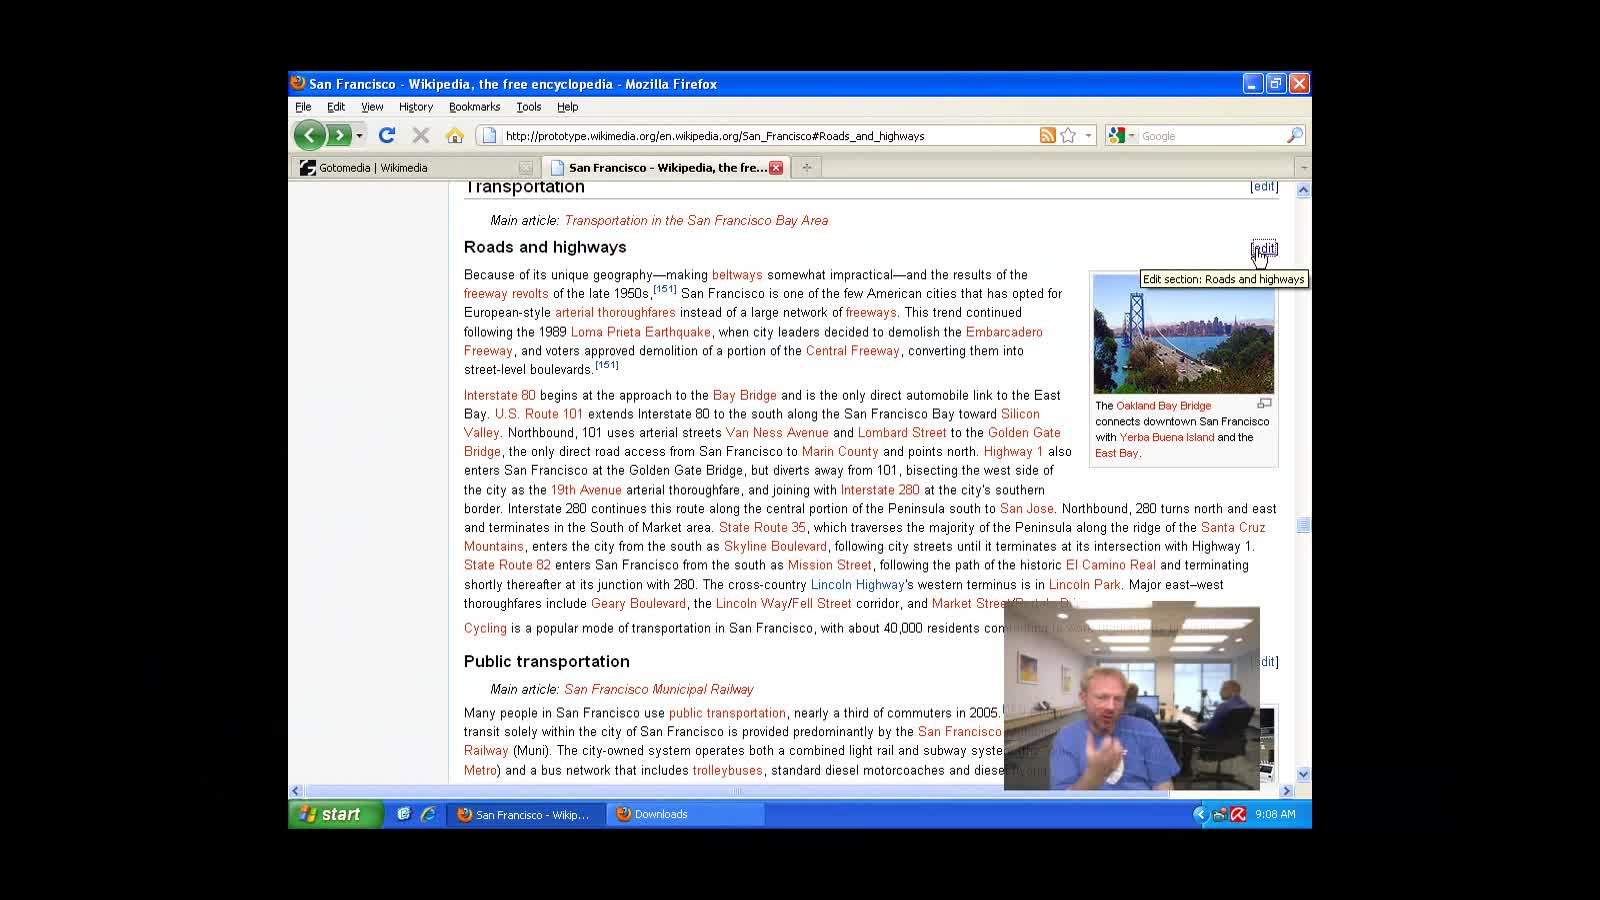 San Francisco - Wikipedia, the free encyclopedia - Mozilla Firefox
File Edit View History Bookmarks Tools Help
http://prototype.wikimedia.org/en.wikipedia.org/San_Francisco#Roads_and_highways
Google
Gotomedia | Wikimedia
San Francisco - Wikipedia, the fre...
Transportation
[edit]
Main article: Transportation in the San Francisco Bay Area
Roads and highways
[edit]
Edit section: Roads and highways
Because of its unique geography—making beltways somewhat impractical—and the results of the
freeway revolts of the late 1950s,[151] San Francisco is one of the few American cities that has opted for
European-style arterial thoroughfares instead of a large network of freeways. This trend continued
following the 1989 Loma Prieta Earthquake, when city leaders decided to demolish the Embarcadero
Freeway, and voters approved demolition of a portion of the Central Freeway, converting them into
street-level boulevards.[151]
The Oakland Bay Bridge
connects downtown San Francisco
with Yerba Buena Island and the
East Bay.
Interstate 80 begins at the approach to the Bay Bridge and is the only direct automobile link to the East
Bay. U.S. Route 101 extends Interstate 80 to the south along the San Francisco Bay toward Silicon
Valley. Northbound, 101 uses arterial streets Van Ness Avenue and Lombard Street to the Golden Gate
Bridge, the only direct road access from San Francisco to Marin County and points north. Highway 1 also
enters San Francisco at the Golden Gate Bridge, but diverts away from 101, bisecting the west side of
the city as the 19th Avenue arterial thoroughfare, and joining with Interstate 280 at the city's southern
border. Interstate 280 continues this route along the central portion of the Peninsula south to San Jose. Northbound, 280 turns north and east
and terminates in the South of Market area. State Route 35, which traverses the majority of the Peninsula along the ridge of the Santa Cruz
Mountains, enters the city from the south as Skyline Boulevard, following city streets until it terminates at its intersection with Highway 1.
State Route 82 enters San Francisco from the south as Mission Street, following the path of the historic El Camino Real and terminating
shortly thereafter at its junction with 280. The cross-country Lincoln Highway's western terminus is in Lincoln Park. Major east–west
thoroughfares include Geary Boulevard, the Lincoln Way/Fell Street corridor, and Market Street/
Cycling is a popular mode of transportation in San Francisco, with about 40,000 residents
Public transportation
Main article: San Francisco Municipal Railway
Many people in San Francisco use public transportation, nearly a third of commuters in 2005.
transit solely within the city of San Francisco is provided predominantly by the San Francisco
Railway (Muni). The city-owned system operates both a combined light rail and subway
Metro) and a bus network that includes trolleybuses, standard diesel motorcoaches and
start
San Francisco - Wikip...
Downloads
9:08 AM